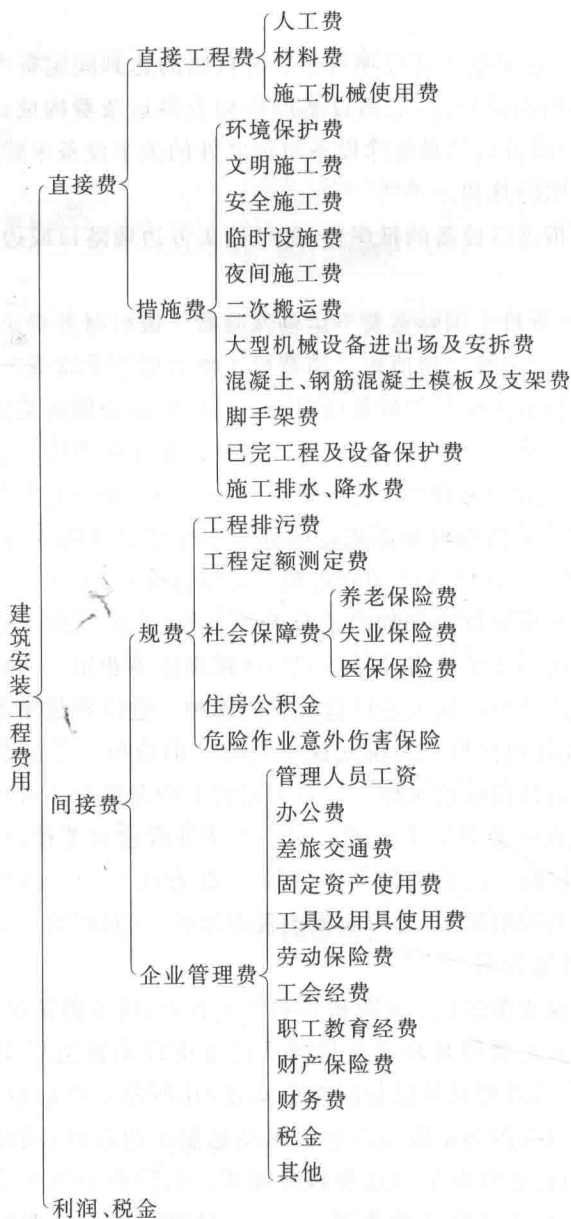 人工费
直接工程费
材料费
施工机械使用费
环境保护费
文明施工费
直接费
安全施工费
临时设施费
夜间施工费
措施费
二次搬运费
大型机械设备进出场及安拆费
混凝土、钢筋混凝土模板及支架费
脚手架费
已完工程及设备保护费
施工排水、降水费
工程排污费
工程定额测定费
养老保险费
建筑安装工程费用
规费
社会保障费
失业保险费
医保保险费
住房公积金
危险作业意外伤害保险
管理人员工资
间接费
办公费
差旅交通费
固定资产使用费
工具及用具使用费
企业管理费
劳动保险费
工会经费
职工教育经费
财产保险费
财务费
税金
其他
利润、税金